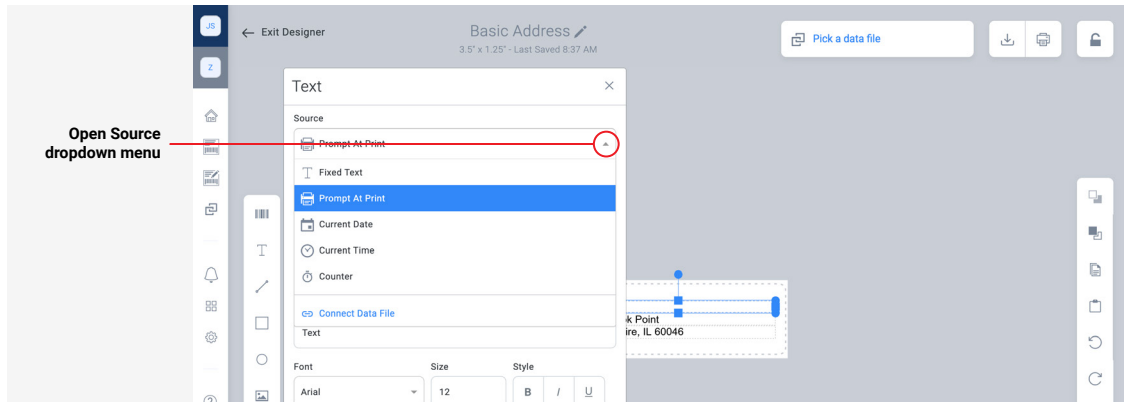 JS
Exit Designer
Basic Address
3.5" x 1.25" - Last Saved 8:37 AM
Pick a data file
Z
Text
Source
Open Source
dropdown menu
Prompt At Print
Fixed Text
Prompt At Print
Current Date
Current Time
Counter
Connect Data File
Text
k Point
ire, IL 60046
Font
Size
Style
Arial
12
B
I
U